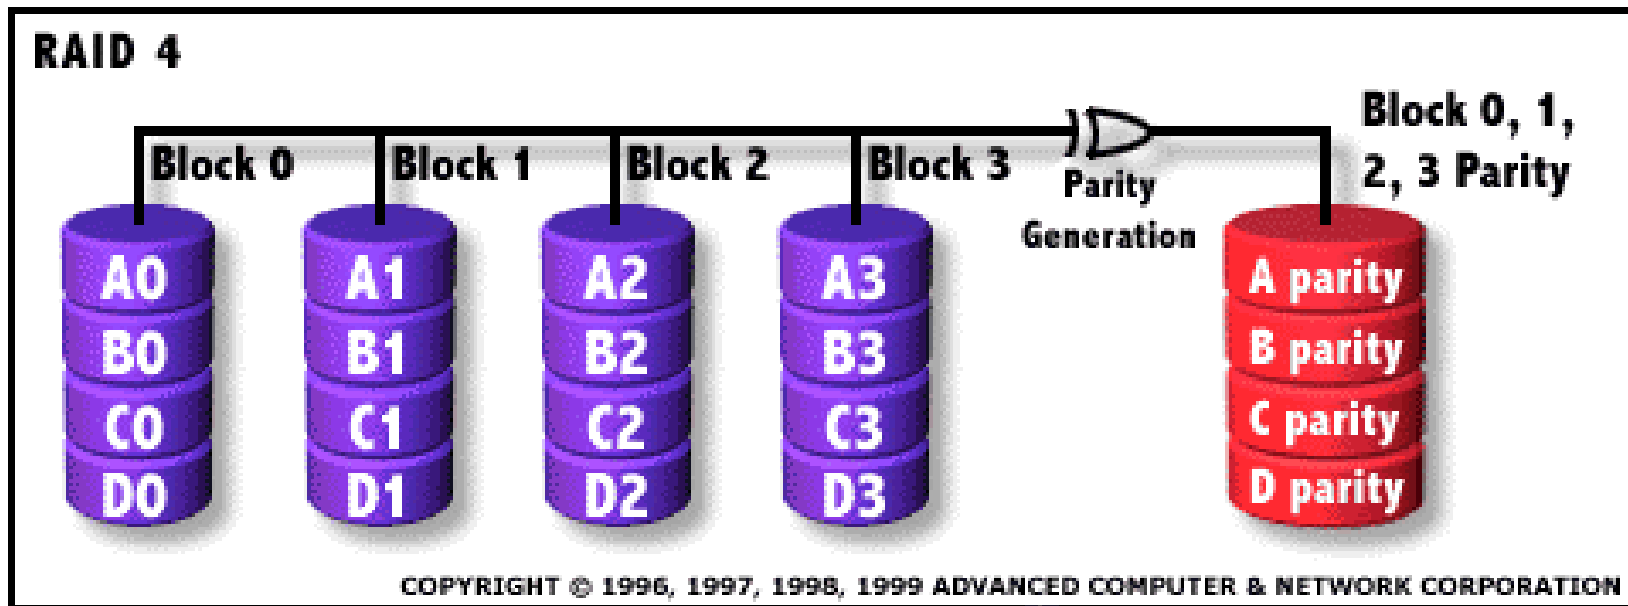 RAID 4
Block 0, 1,
2, 3 Parity
Block 0
Block 1
Block 2
Block 3
Parity
Generation
A0
A1
A2
A3
A parity
B0
B1
B2
B3
B parity
C0
C1
C2
C3
C parity
D0
D1
D2
D3
D parity
COPYRIGHT © 1996, 1997, 1998, 1999 ADVANCED COMPUTER & NETWORK CORPORATION